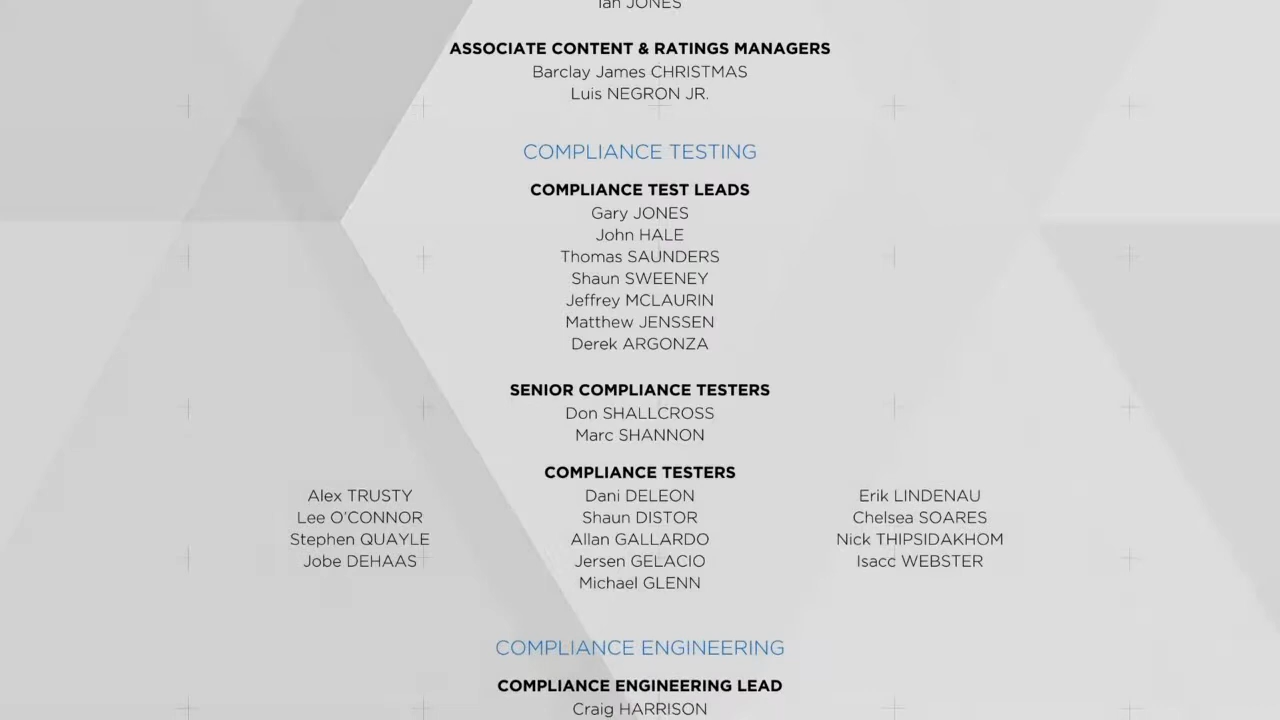 Ian JONES
ASSOCIATE CONTENT & RATINGS MANAGERS
Barclay James CHRISTMAS
Luis NEGRON JR.
COMPLIANCE TESTING
COMPLIANCE TEST LEADS
Gary JONES
John HALE
Thomas SAUNDERS
Shaun SWEENEY
Jeffrey MCLAURIN
Matthew JENSSEN
Derek ARGONZA
SENIOR COMPLIANCE TESTERS
Don SHALLCROSS
Marc SHANNON
COMPLIANCE TESTERS
Alex TRUSTY Dani DELEON Erik LINDENAU
Lee O’CONNOR Shaun DISTOR Chelsea SOARES
Stephen QUAYLE Allan GALLARDO Nick THIPSIDAKHOM
Jobe DEHAAS Jersen GELACIO Isacc WEBSTER
Michael GLENN
COMPLIANCE ENGINEERING
COMPLIANCE ENGINEERING LEAD
Craig HARRISON